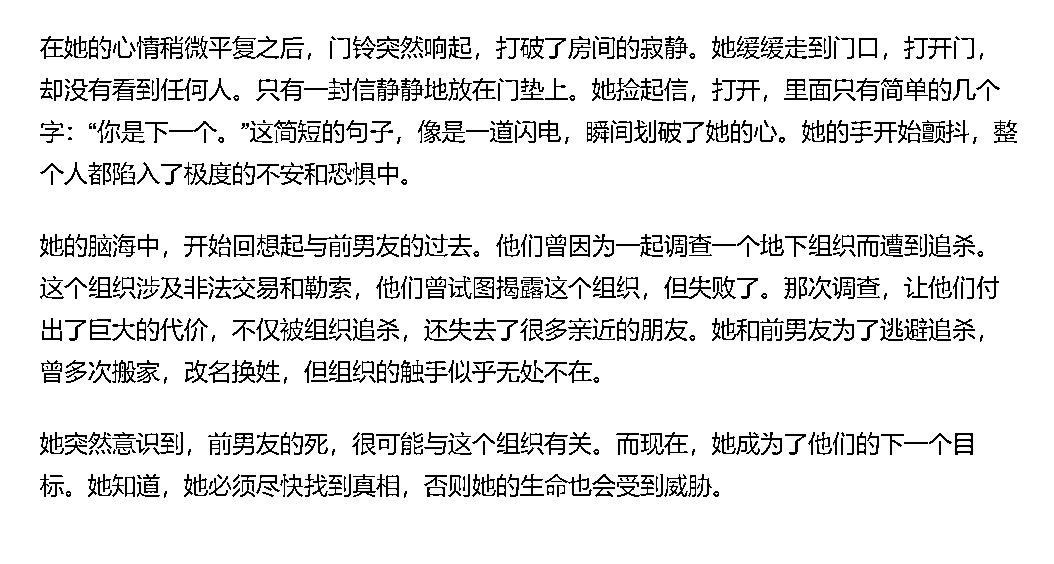 在她的心情稍微平复之后，门铃突然响起，打破了房间的寂静。她缓缓走到门口，打开门，
却没有看到任何人。只有一封信静静地放在门垫上。她捡起信，打开，里面只有简单的几个
字：“你是下一个。”这简短的句子，像是一道闪电，瞬间划破了她的心。她的手开始颤抖，整
个人都陷入了极度的不安和恐惧中。
她的脑海中，开始回想起与前男友的过去。他们曾因为一起调查一个地下组织而遭到追杀。
这个组织涉及非法交易和勒索，他们曾试图揭露这个组织，但失败了。那次调查，让他们付
出了巨大的代价，不仅被组织追杀，还失去了很多亲近的朋友。她和前男友为了逃避追杀，
曾多次搬家，改名换姓，但组织的触手似乎无处不在。
她突然意识到，前男友的死，很可能与这个组织有关。而现在，她成为了他们的下一个目
标。她知道，她必须尽快找到真相，否则她的生命也会受到威胁。